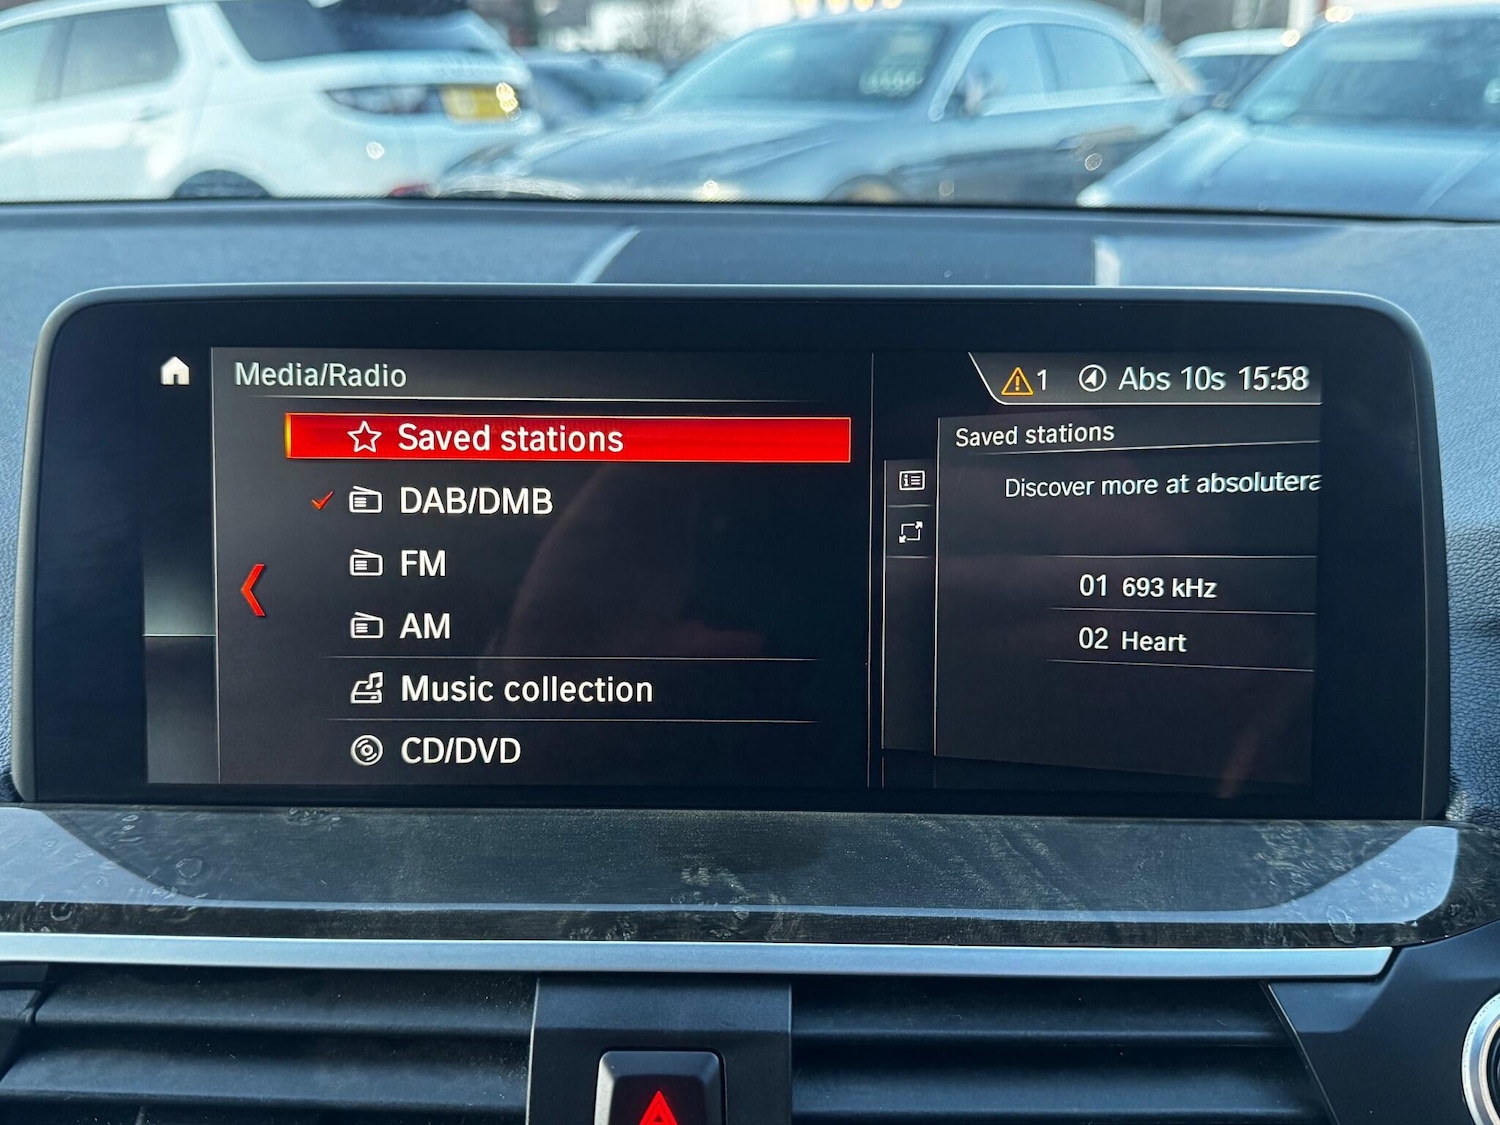 Media/Radio
1 Abs 10s 15:58
Saved stations
DAB/DMB
FM
AM
Music collection
CD/DVD
Saved stations
Discover more at absolutera
01 693 kHz
02 Heart